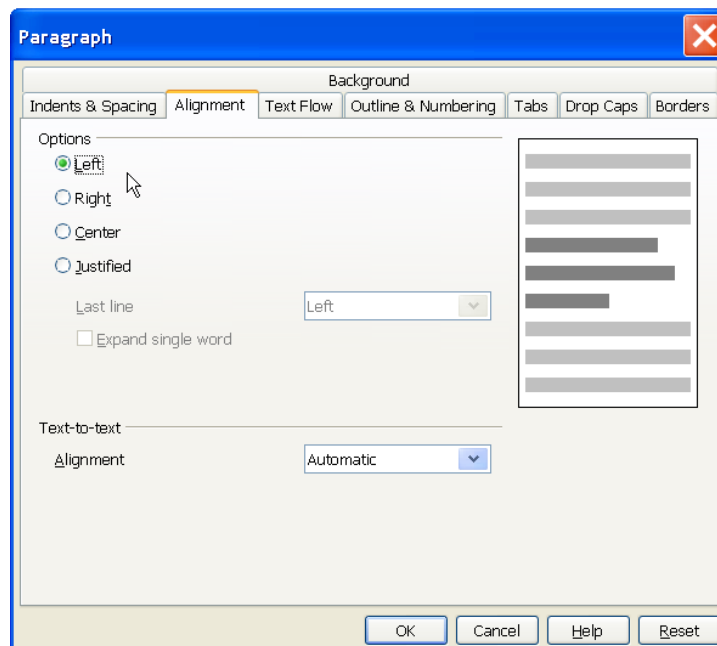 Paragraph
Background
Indents & Spacing Alignment Text Flow Outline & Numbering Tabs Drop Caps Borders
Options
Left
Right
Center
Justified
Last line Left
Expand single word
Text-to-text
Alignment Automatic
OK Cancel Help Reset